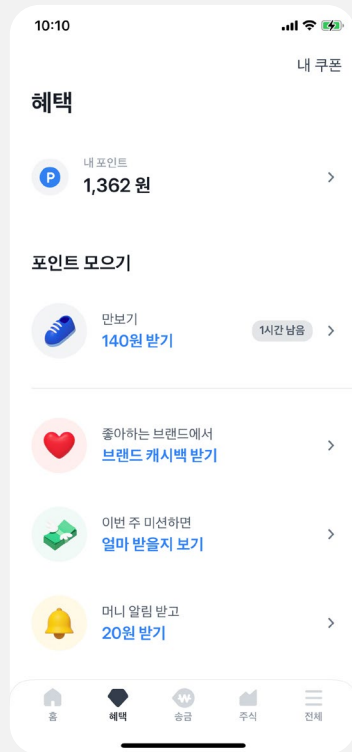 10:10
내 쿠폰
혜택
P
내 포인트
1,362 원
포인트 모으기
만보기
140원 받기
1시간 남음
좋아하는 브랜드에서
브랜드 캐시백 받기
이번 주 미션하면
얼마 받을지 보기
머니 알림 받고
20원 받기
홈
혜택
₩
송금
주식
전체